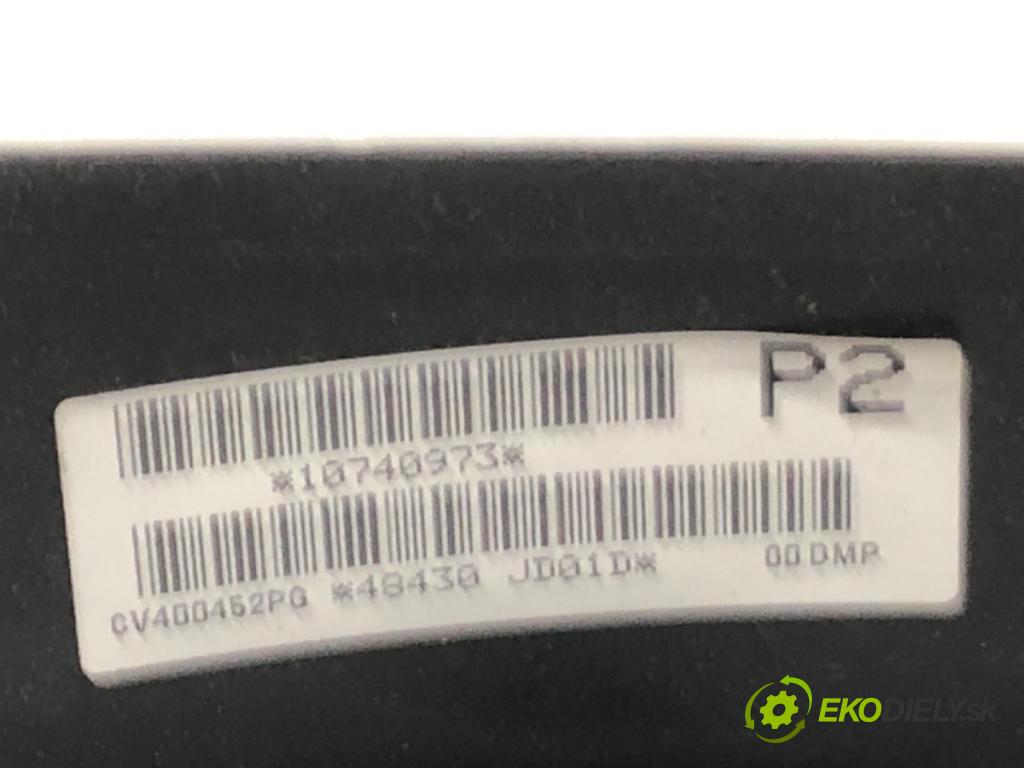 P2
*10740973*
CV400452PG *48430 JD01D* 00DMP
EKODIELY.sk